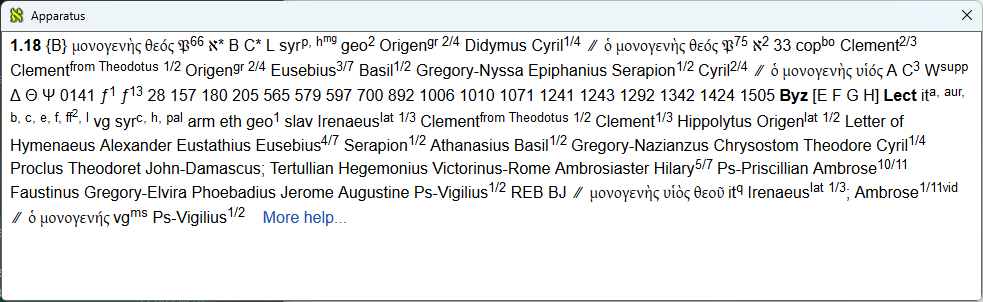 Apparatus
1.18 {B} μονογενὴς θεός 𝔓66 ℵ* B C* L syrp, hmg geo2 Origengr 2/4 Didymus Cyril1/4 ⫽ ὁ μονογενὴς θεός 𝔓75 ℵ2 33 copbo Clement2/3
Clementfrom Theodotus 1/2 Origengr 2/4 Eusebius3/7 Basil1/2 Gregory-Nyssa Epiphanius Serapion1/2 Cyril2/4 ⫽ ὁ μονογενὴς υἱός A C3 Wsupp
Δ Θ Ψ 0141 ƒ1 ƒ13 28 157 180 205 565 579 597 700 892 1006 1010 1071 1241 1243 1292 1342 1424 1505 Byz [E F G H] Lect ita, aur,
b, c, e, f, ff2, l vg syrc, h, pal arm eth geo1 slav Irenaeuslat 1/3 Clementfrom Theodotus 1/2 Clement1/3 Hippolytus Origenlat 1/2 Letter of
Hymenaeus Alexander Eustathius Eusebius4/7 Serapion1/2 Athanasius Basil1/2 Gregory-Nazianzus Chrysostom Theodore Cyril1/4
Proclus Theodoret John-Damascus; Tertullian Hegemonius Victorinus-Rome Ambrosiaster Hilary5/7 Ps-Priscillian Ambrose10/11
Faustinus Gregory-Elvira Phoebadius Jerome Augustine Ps-Vigilius1/2 REB BJ ⫽ μονογενὴς υἱὸς θεοῦ itq Irenaeuslat 1/3; Ambrose1/11vid
⫽ ὁ μονογενής vgms Ps-Vigilius1/2 More help...